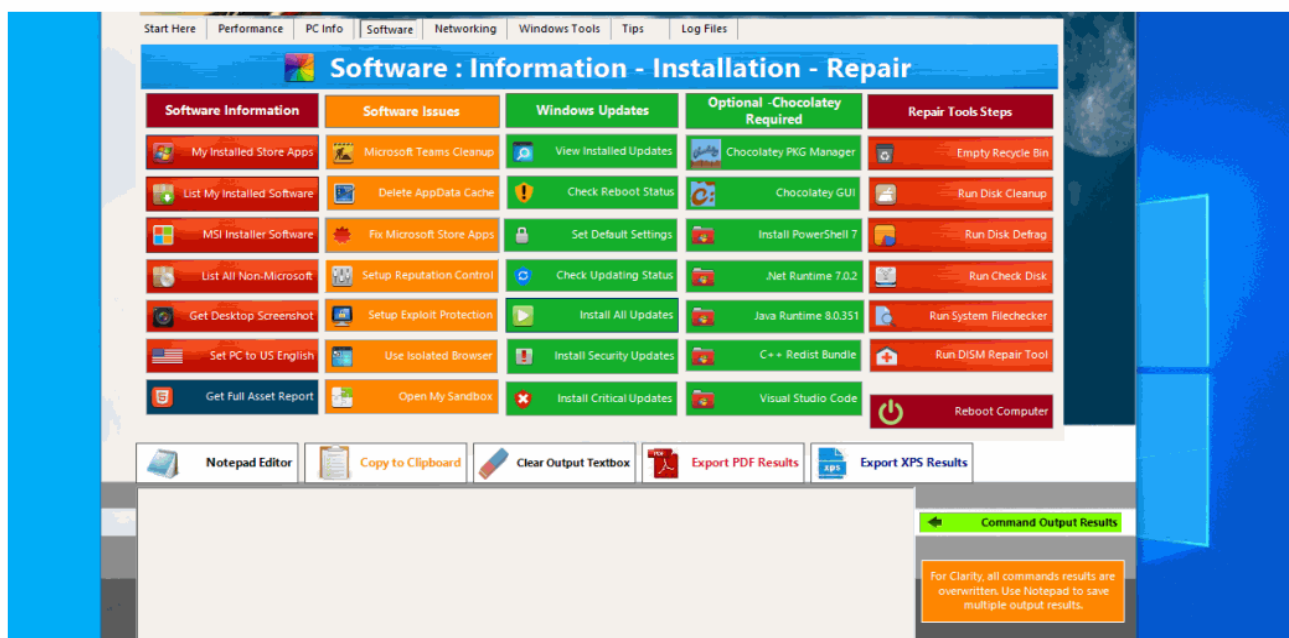 Start Here
Performance
PC Info
Software
Networking
Windows Tools
Tips
Log Files
Software : Information - Installation - Repair
Software Information
My Installed Store Apps
List My Installed Software
MSI Installer Software
List All Non-Microsoft
Get Desktop Screenshot
Set PC to US English
Get Full Asset Report
Software Issues
Microsoft Teams Cleanup
Delete AppData Cache
Fix Microsoft Store Apps
Setup Reputation Control
Setup Exploit Protection
Use Isolated Browser
Open My Sandbox
Windows Updates
View Installed Updates
Check Reboot Status
Set Default Settings
Check Updating Status
Install All Updates
Install Security Updates
Install Critical Updates
Optional -Chocolatey
Required
Chocolatey PKG Manager
Chocolatey GUI
Install PowerShell 7
.Net Runtime 7.0.2
Java Runtime 8.0.351
C++ Redist Bundle
Visual Studio Code
Repair Tools Steps
Empty Recycle Bin
Run Disk Cleanup
Run Disk Defrag
Run Check Disk
Run System Filechecker
Run DISM Repair Tool
Reboot Computer
Notepad Editor
Copy to Clipboard
Clear Output Textbox
PDF
Export PDF Results
xps
Export XPS Results
Command Output Results
For Clarity, all commands results are
overwritten. Use Notepad to save
multiple output results.